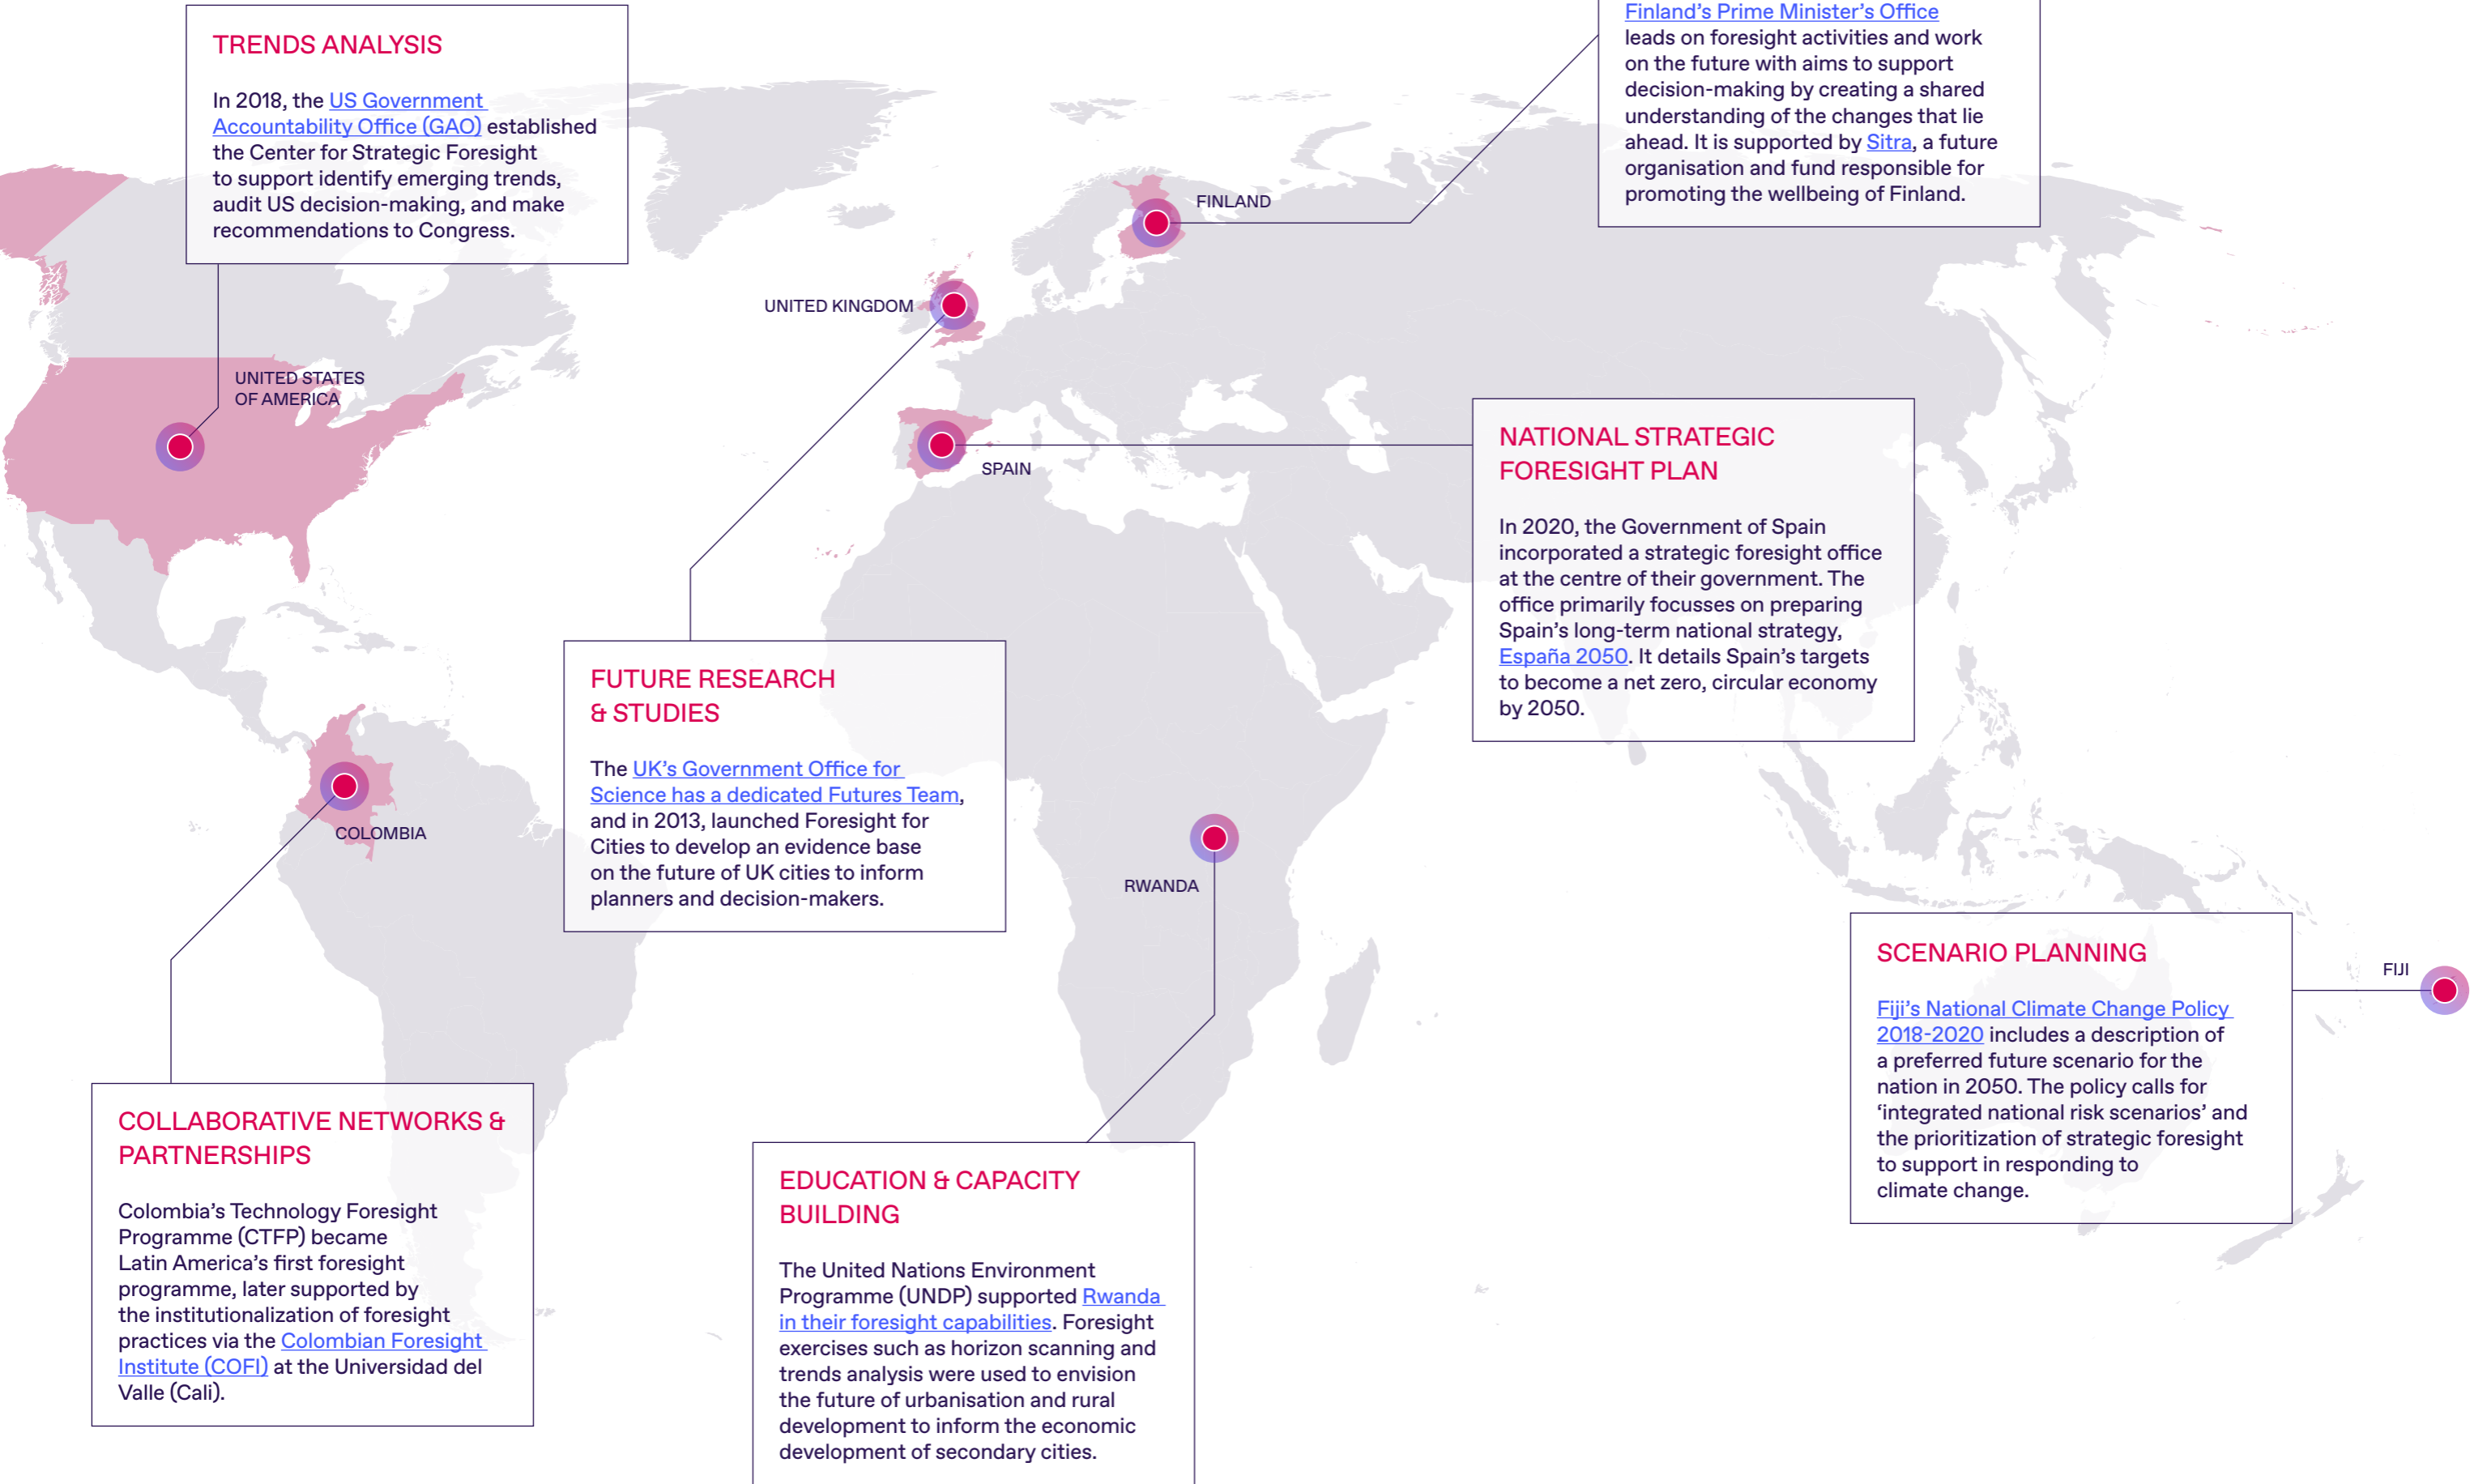 TRENDS ANALYSIS
In 2018, the US Government
Accountability Office (GAO) established
the Center for Strategic Foresight
to support identify emerging trends,
audit US decision-making, and make
recommendations to Congress.
Finland’s Prime Minister’s Office
leads on foresight activities and work
on the future with aims to support
decision-making by creating a shared
understanding of the changes that lie
ahead. It is supported by Sitra, a future
organisation and fund responsible for
promoting the wellbeing of Finland.
FINLAND
UNITED KINGDOM
UNITED STATES
OF AMERICA
SPAIN
NATIONAL STRATEGIC
FORESIGHT PLAN
In 2020, the Government of Spain
incorporated a strategic foresight office
at the centre of their government. The
office primarily focusses on preparing
Spain’s long-term national strategy,
España 2050. It details Spain’s targets
to become a net zero, circular economy
by 2050.
FUTURE RESEARCH
& STUDIES
The UK’s Government Office for
Science has a dedicated Futures Team,
and in 2013, launched Foresight for
Cities to develop an evidence base
on the future of UK cities to inform
planners and decision-makers.
COLOMBIA
RWANDA
SCENARIO PLANNING
Fiji’s National Climate Change Policy
2018-2020 includes a description of
a preferred future scenario for the
nation in 2050. The policy calls for
‘integrated national risk scenarios’ and
the prioritization of strategic foresight
to support in responding to
climate change.
FIJI
COLLABORATIVE NETWORKS &
PARTNERSHIPS
Colombia’s Technology Foresight
Programme (CTFP) became
Latin America’s first foresight
programme, later supported by
the institutionalization of foresight
practices via the Colombian Foresight
Institute (COFI) at the Universidad del
Valle (Cali).
EDUCATION & CAPACITY
BUILDING
The United Nations Environment
Programme (UNDP) supported Rwanda
in their foresight capabilities. Foresight
exercises such as horizon scanning and
trends analysis were used to envision
the future of urbanisation and rural
development to inform the economic
development of secondary cities.